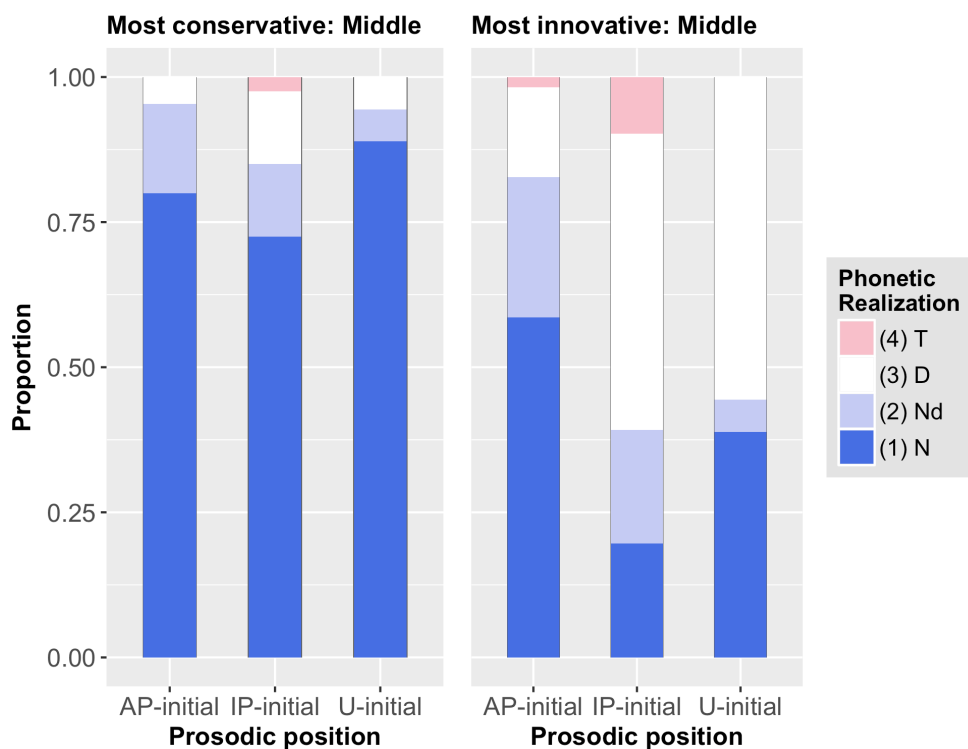 Most conservative: Middle
Most innovative: Middle
Proportion
1.00
0.75
0.50
0.25
0.00
AP-initial IP-initial U-initial
AP-initial IP-initial U-initial
Prosodic position
Prosodic position
Phonetic
Realization
(4) T
(3) D
(2) Nd
(1) N